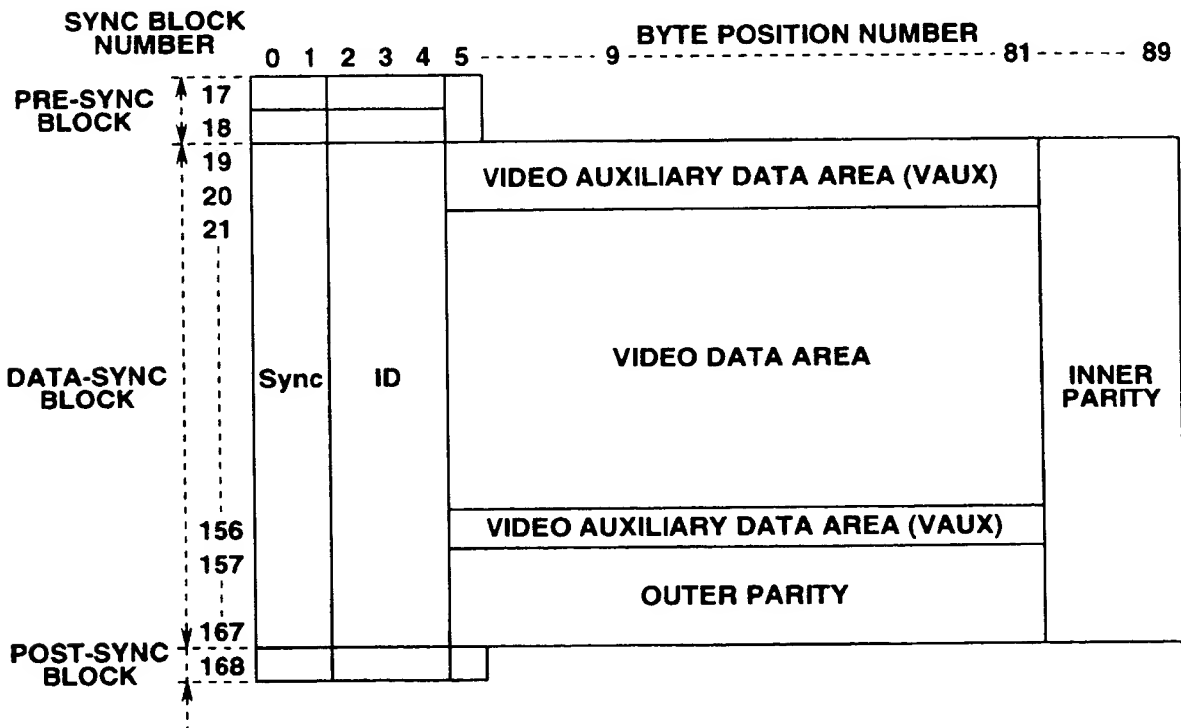 SYNC BLOCK NUMBER
BYTE POSITION NUMBER
0 1 2 3 4 5 9 81 89
PRE-SYNC BLOCK
17
18
DATA-SYNC BLOCK
19
20
21
VIDEO AUXILIARY DATA AREA (VAUX)
VIDEO DATA AREA
Sync
ID
INNER PARITY
156
VIDEO AUXILIARY DATA AREA (VAUX)
157
OUTER PARITY
167
POST-SYNC BLOCK
168